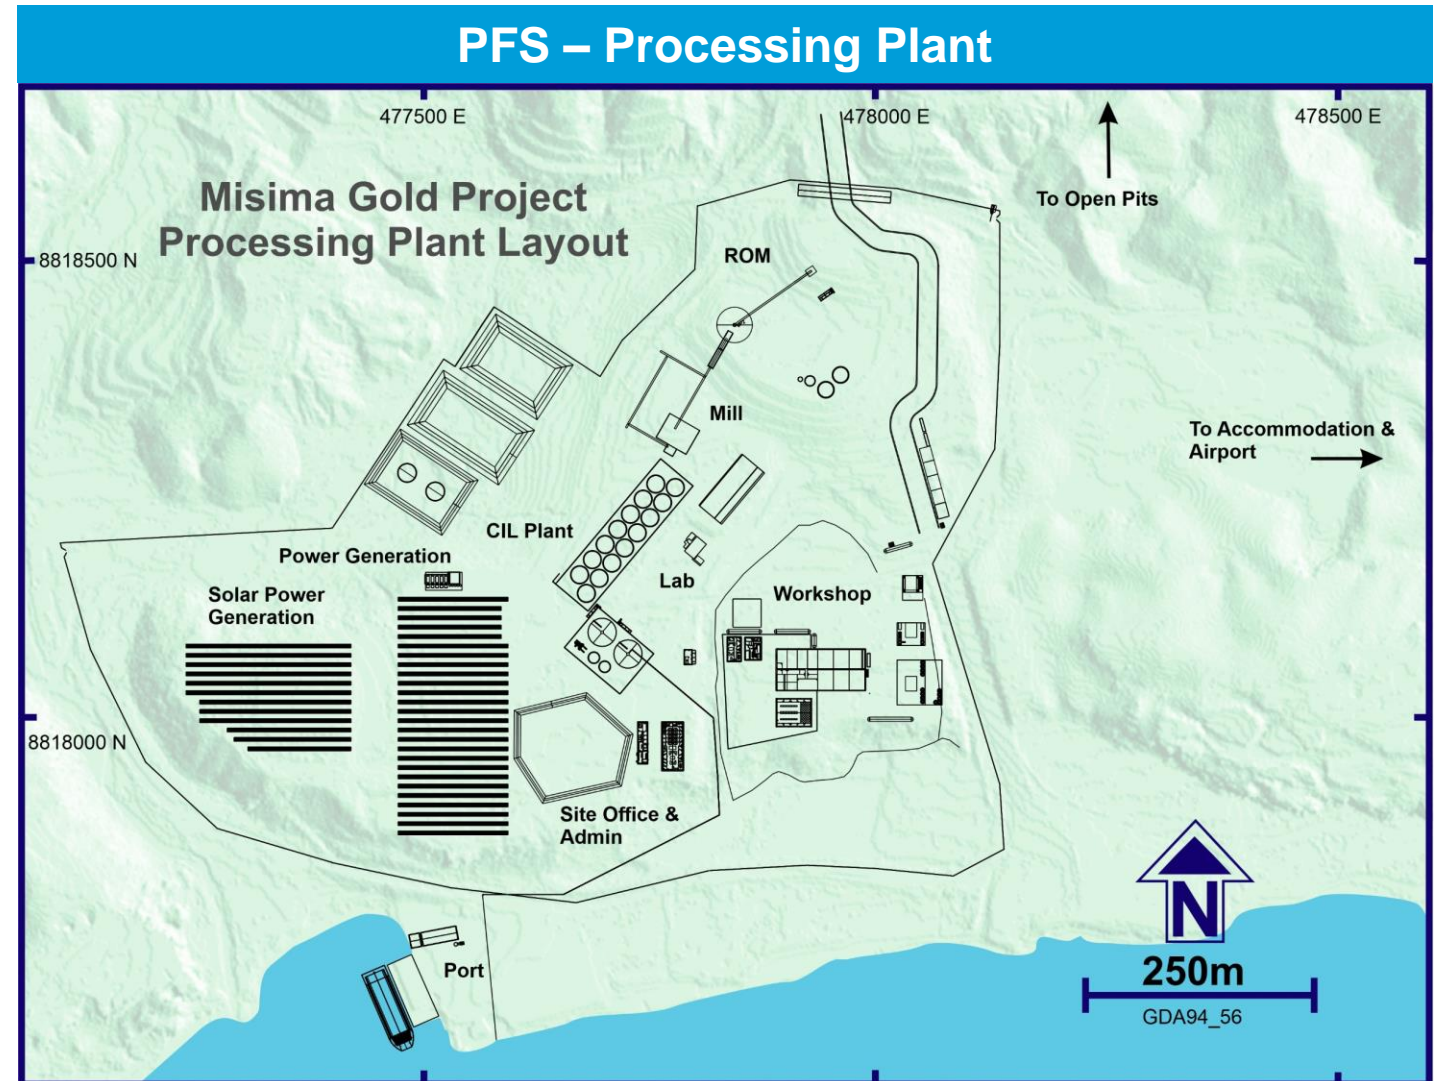 PFS – Processing Plant
477500 E
478000 E
478500 E
To Open Pits
Misima Gold Project
Processing Plant Layout
8818500 N
ROM
Mill
To Accommodation &
Airport
CIL Plant
Power Generation
Lab
Solar Power
Generation
Workshop
8818000 N
Site Office &
Admin
Port
N
250m
GDA94_56